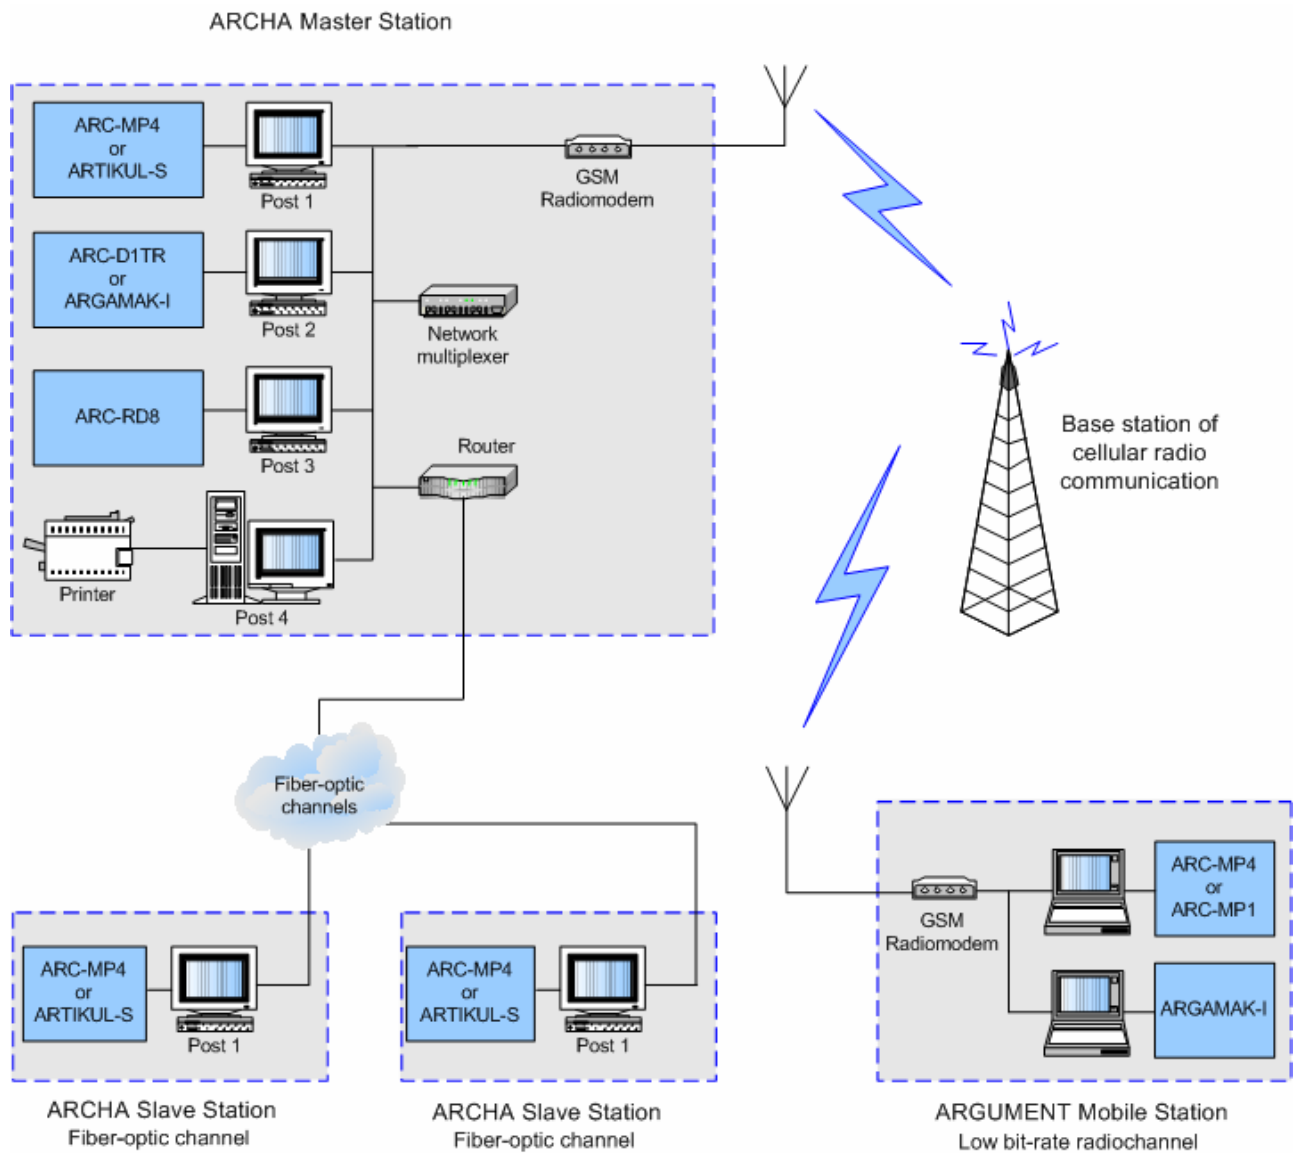 ARCHA Master Station
ARC-MP4
or
ARTIKUL-S
Post 1
GSM
Radiomodem
ARC-D1TR
or
ARGAMAK-I
Post 2
Network
multiplexer
ARC-RD8
Post 3
Router
Printer
Post 4
Base station of
cellular radio
communication
Fiber-optic
channels
ARC-MP4
or
ARTIKUL-S
Post 1
ARCHA Slave Station
Fiber-optic channel
ARC-MP4
or
ARTIKUL-S
Post 1
ARCHA Slave Station
Fiber-optic channel
GSM
Radiomodem
ARC-MP4
or
ARC-MP1
ARGAMAK-I
ARGUMENT Mobile Station
Low bit-rate radiochannel